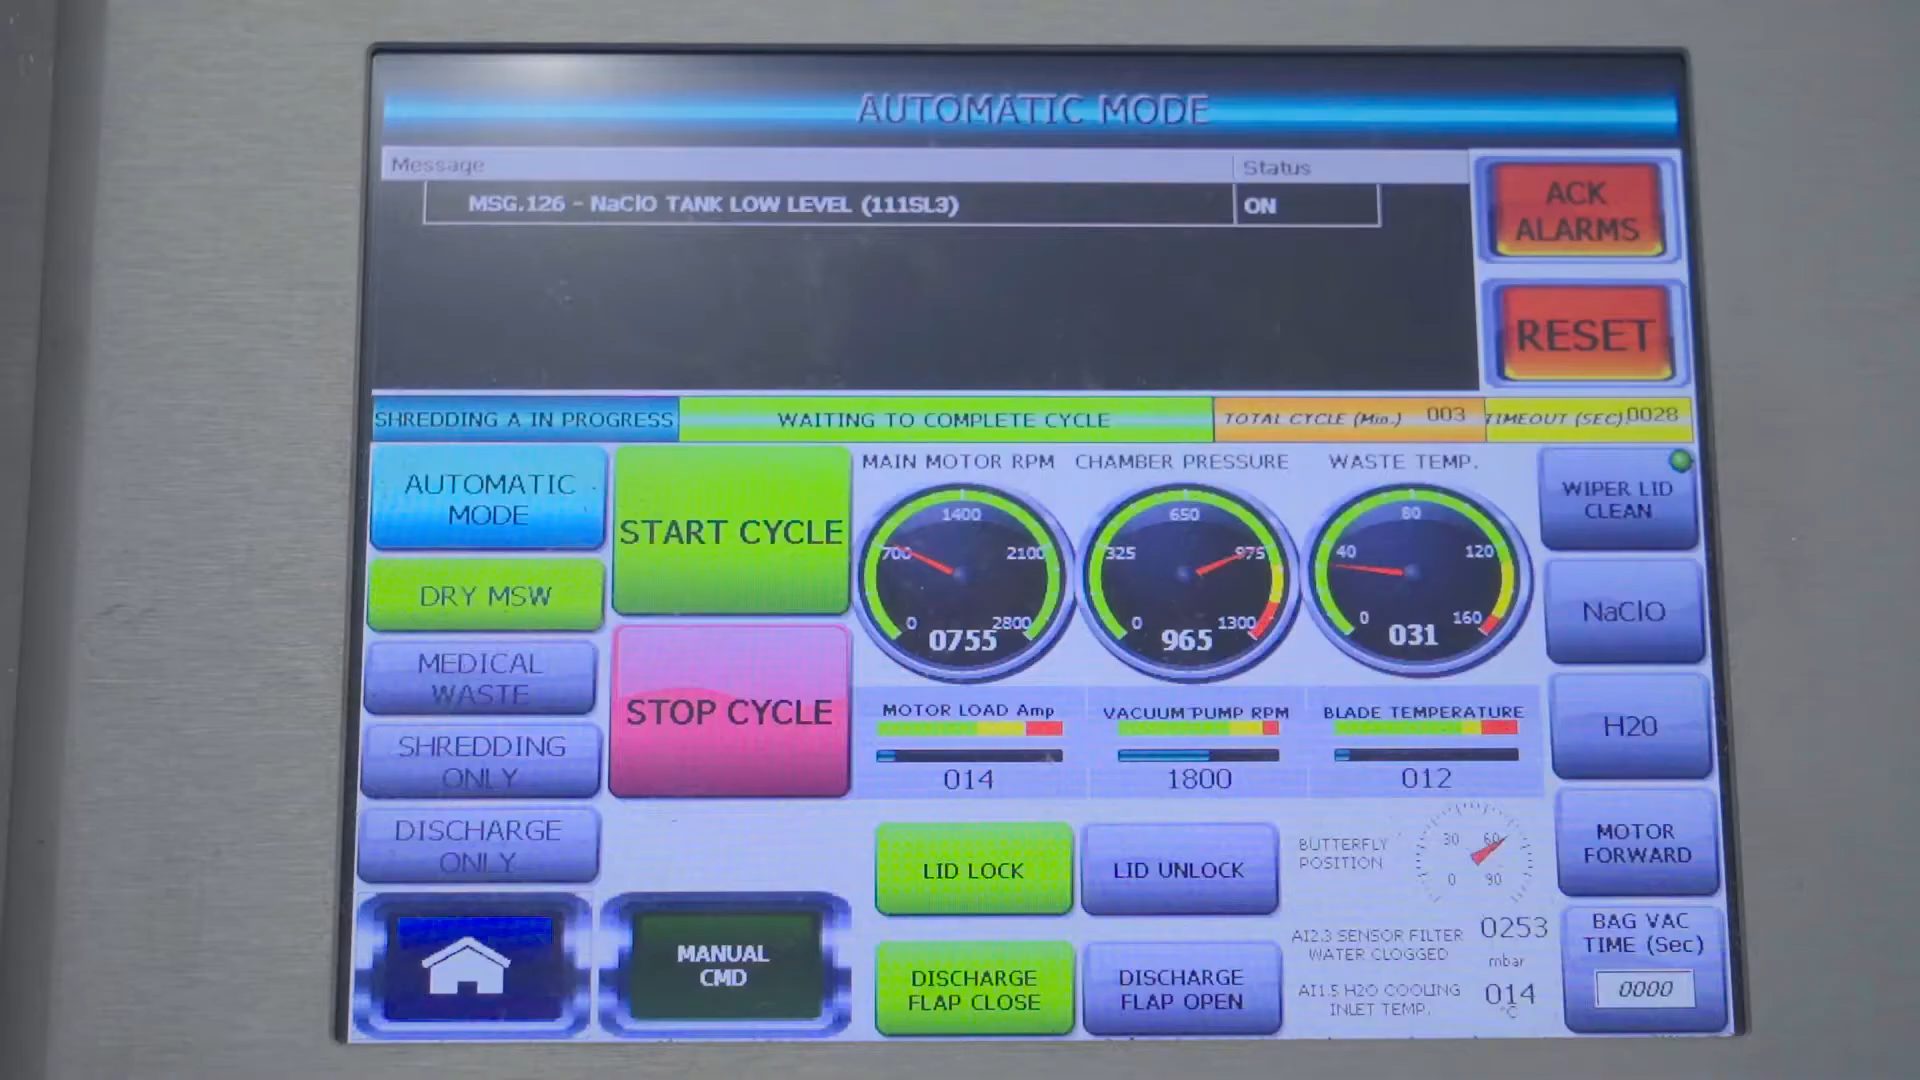 AUTOMATIC MODE
Message Status
MSG.126 - NaClO TANK LOW LEVEL (111SL3) ON
ACK
ALARMS
RESET
SHREDDING A IN PROGRESS
WAITING TO COMPLETE CYCLE
TOTAL CYCLE (Min.) 003
TIMEOUT (SEC) 0028
AUTOMATIC
MODE
DRY MSW
MEDICAL
WASTE
SHREDDING
ONLY
DISCHARGE
ONLY
START CYCLE
STOP CYCLE
MANUAL
CMD
MAIN MOTOR RPM
0 700 1400 2100 2800
0755
CHAMBER PRESSURE
0 325 650 975 1300
965
WASTE TEMP.
0 40 80 120 160
031
MOTOR LOAD Amp
014
VACUUM PUMP RPM
1800
BLADE TEMPERATURE
012
LID LOCK
LID UNLOCK
DISCHARGE
FLAP CLOSE
DISCHARGE
FLAP OPEN
BUTTERFLY
POSITION
0 30 60 90
AI2.3 SENSOR FILTER
WATER CLOGGED
0253
mbar
AI1.5 H2O COOLING
INLET TEMP.
014
°C
WIPER LID
CLEAN
NaClO
H2O
MOTOR
FORWARD
BAG VAC
TIME (Sec)
0000